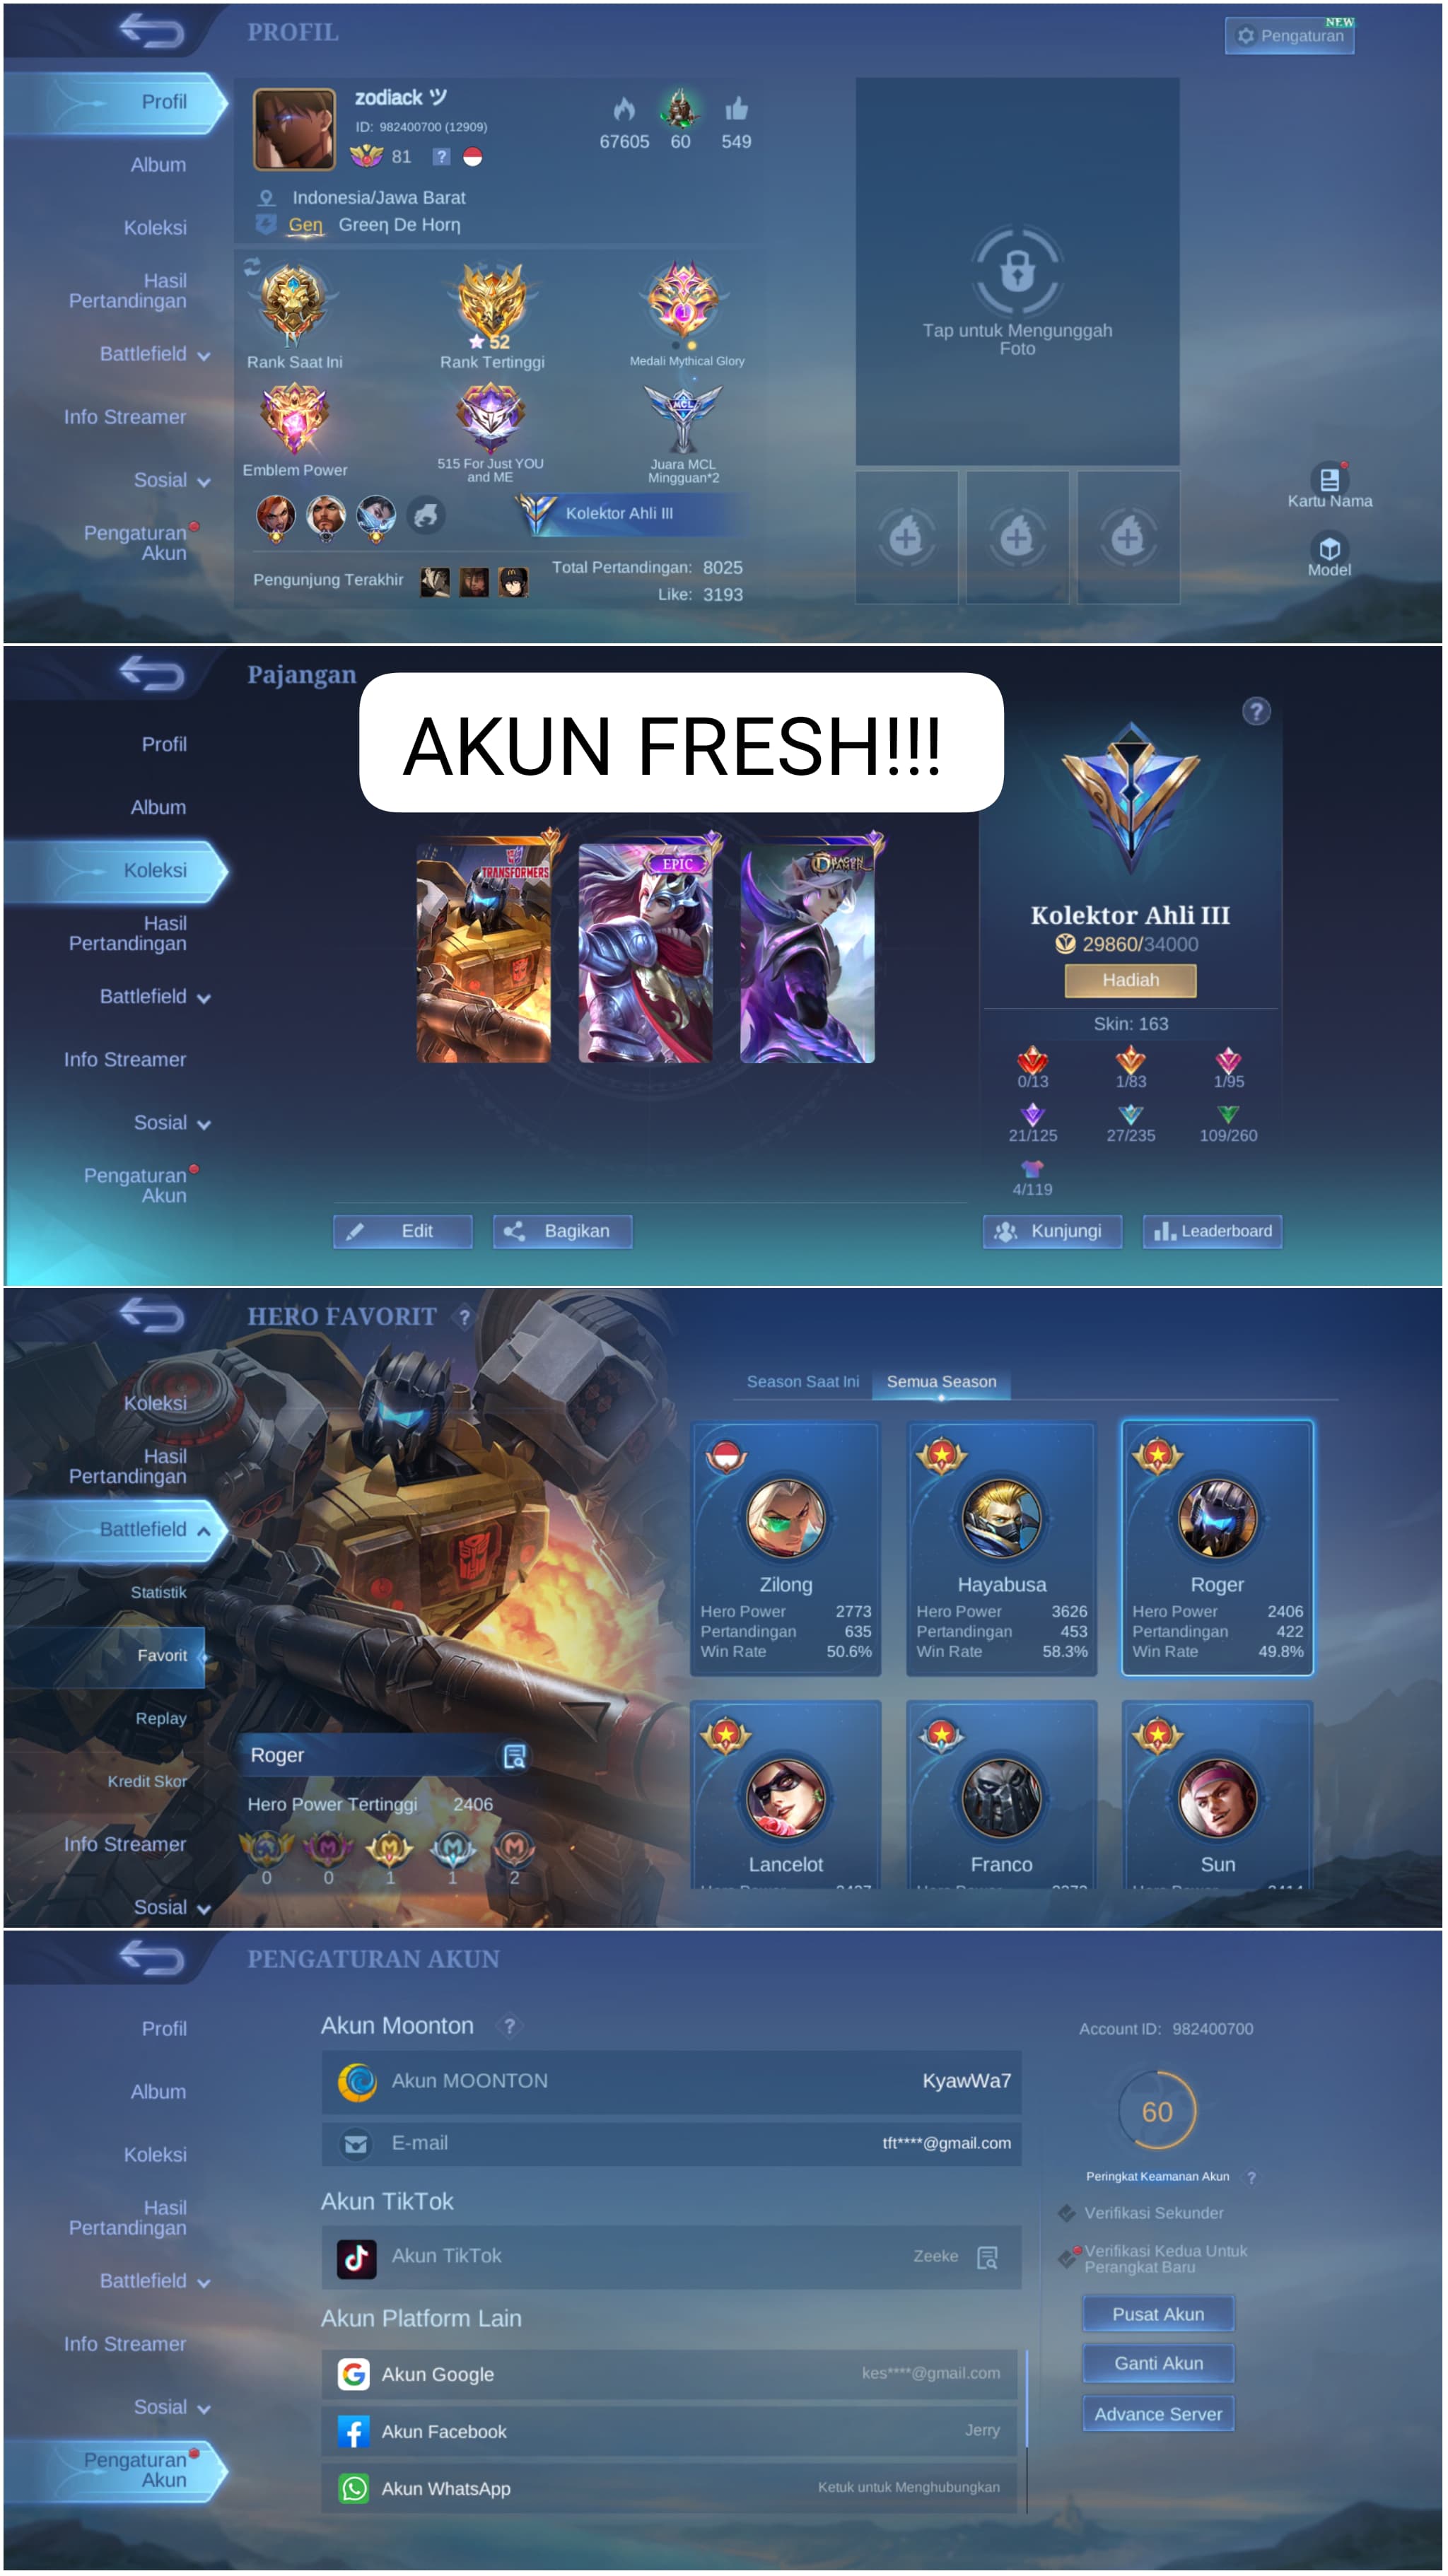 PROFIL
NEW
Pengaturan
Profil
Album
Koleksi
Hasil
Pertandingan
Battlefield
Info Streamer
Sosial
Pengaturan
Akun
zodiack ツ
ID: 982400700 (12909)
81 ?
67605 60 549
Indonesia/Jawa Barat
Geɳ Greeɳ De Horɳ
IV
Rank Saat Ini
52
Rank Tertinggi
1
Medali Mythical Glory
Emblem Power
515
515 For Just YOU
and ME
MCL
Juara MCL
Mingguan*2
Kolektor Ahli III
Pengunjung Terakhir
Total Pertandingan: 8025
Like: 3193
Tap untuk Mengunggah
Foto
Kartu Nama
Model
Pajangan
AKUN FRESH!!!
Profil
Album
Koleksi
Hasil
Pertandingan
Battlefield
Info Streamer
Sosial
Pengaturan
Akun
TRANSFORMERS
EPIC
DRAGON
TAMER
?
Kolektor Ahli III
29860/34000
Hadiah
Skin: 163
0/13 1/83 1/95
21/125 27/235 109/260
4/119
Edit
Bagikan
Kunjungi
Leaderboard
HERO FAVORIT ?
Koleksi
Hasil
Pertandingan
Battlefield
Statistik
Favorit
Replay
Kredit Skor
Info Streamer
Sosial
Roger
Hero Power Tertinggi 2406
0 0 1 1 2
Season Saat Ini
Semua Season
Zilong
Hero Power 2773
Pertandingan 635
Win Rate 50.6%
Hayabusa
Hero Power 3626
Pertandingan 453
Win Rate 58.3%
Roger
Hero Power 2406
Pertandingan 422
Win Rate 49.8%
Lancelot
Franco
Sun
PENGATURAN AKUN
Profil
Album
Koleksi
Hasil
Pertandingan
Battlefield
Info Streamer
Sosial
Pengaturan
Akun
Akun Moonton ?
Akun MOONTON KyawWa7
E-mail tft****@gmail.com
Akun TikTok
Akun TikTok Zeeke
Akun Platform Lain
Akun Google kes****@gmail.com
Akun Facebook Jerry
Akun WhatsApp Ketuk untuk Menghubungkan
Account ID: 982400700
60
Peringkat Keamanan Akun ?
Verifikasi Sekunder
Verifikasi Kedua Untuk
Perangkat Baru
Pusat Akun
Ganti Akun
Advance Server